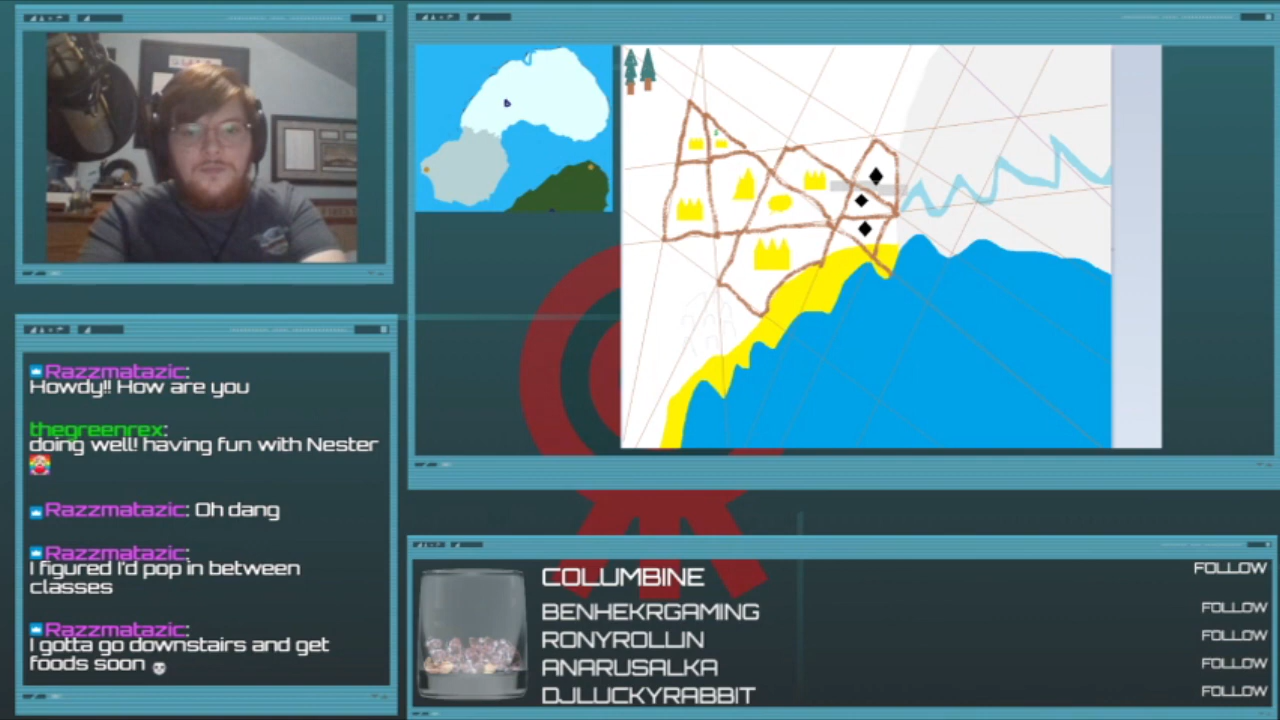 Razzmatazic:
Howdy!! How are you
thegreenrex:
doing well! having fun with Nester
Razzmatazic: Oh dang
Razzmatazic:
I figured I'd pop in between
classes
Razzmatazic:
I gotta go downstairs and get
foods soon
COLUMBINE FOLLOW
BENHEKRGAMING FOLLOW
RONYROLLIN FOLLOW
ANARUSALKA FOLLOW
DJLUCKYRABBIT FOLLOW